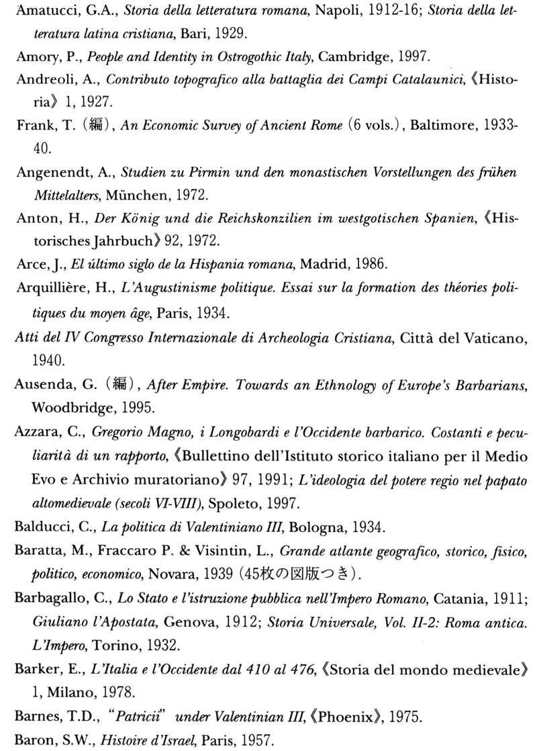 Amatucci, G.A., Storia della letteratura romana, Napoli, 1912-16; Storia della let-
teratura latina cristiana, Bari, 1929.
Amory, P., People and Identity in Ostrogothic Italy, Cambridge, 1997.
Andreoli, A., Contributo topografico alla battaglia dei Campi Catalaunici,《Histo-
ria》1, 1927.
Frank, T. (編), An Economic Survey of Ancient Rome (6 vols.), Baltimore, 1933-
40.
Angenendt, A., Studien zu Pirmin und den monastischen Vorstellungen des frühen
Mittelalters, München, 1972.
Anton, H., Der König und die Reichskonzilien im westgotischen Spanien,《His-
torisches Jahrbuch》92, 1972.
Arce, J., El último siglo de la Hispania romana, Madrid, 1986.
Arquillière, H., L'Augustinisme politique. Essai sur la formation des théories poli-
tiques du moyen âge, Paris, 1934.
Atti del IV Congresso Internazionale di Archeologia Cristiana, Città del Vaticano,
1940.
Ausenda, G. (編), After Empire. Towards an Ethnology of Europe's Barbarians,
Woodbridge, 1995.
Azzara, C., Gregorio Magno, i Longobardi e l'Occidente barbarico. Costanti e pecu-
liarità di un rapporto,《Bullettino dell'Istituto storico italiano per il Medio
Evo e Archivio muratoriano》97, 1991; L'ideologia del potere regio nel papato
altomedievale (secoli VI-VIII), Spoleto, 1997.
Balducci, C., La politica di Valentiniano III, Bologna, 1934.
Baratta, M., Fraccaro P. & Visintin, L., Grande atlante geografico, storico, fisico,
politico, economico, Novara, 1939 (45枚の図版つき).
Barbagallo, C., Lo Stato e l'istruzione pubblica nell'Impero Romano, Catania, 1911;
Giuliano l'Apostata, Genova, 1912; Storia Universale, Vol. II-2: Roma antica.
L'Impero, Torino, 1932.
Barker, E., L'Italia e l'Occidente dal 410 al 476,《Storia del mondo medievale》
1, Milano, 1978.
Barnes, T.D., "Patricii" under Valentinian III,《Phoenix》, 1975.
Baron, S.W., Histoire d'Israel, Paris, 1957.